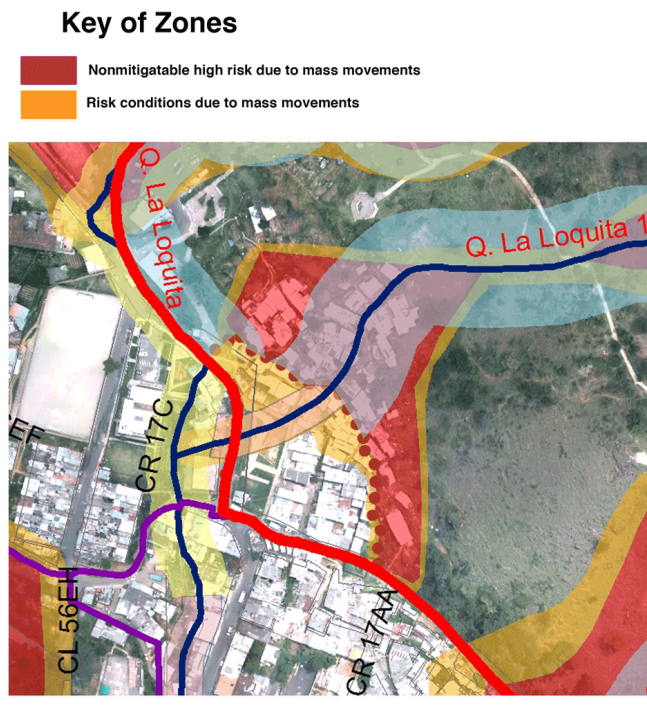 Key of Zones
Nonmitigatable high risk due to mass movements
Risk conditions due to mass movements
Q. La Loquita
Q. La Loquita 1
CR 17C
CL 56EH
CR 17AA